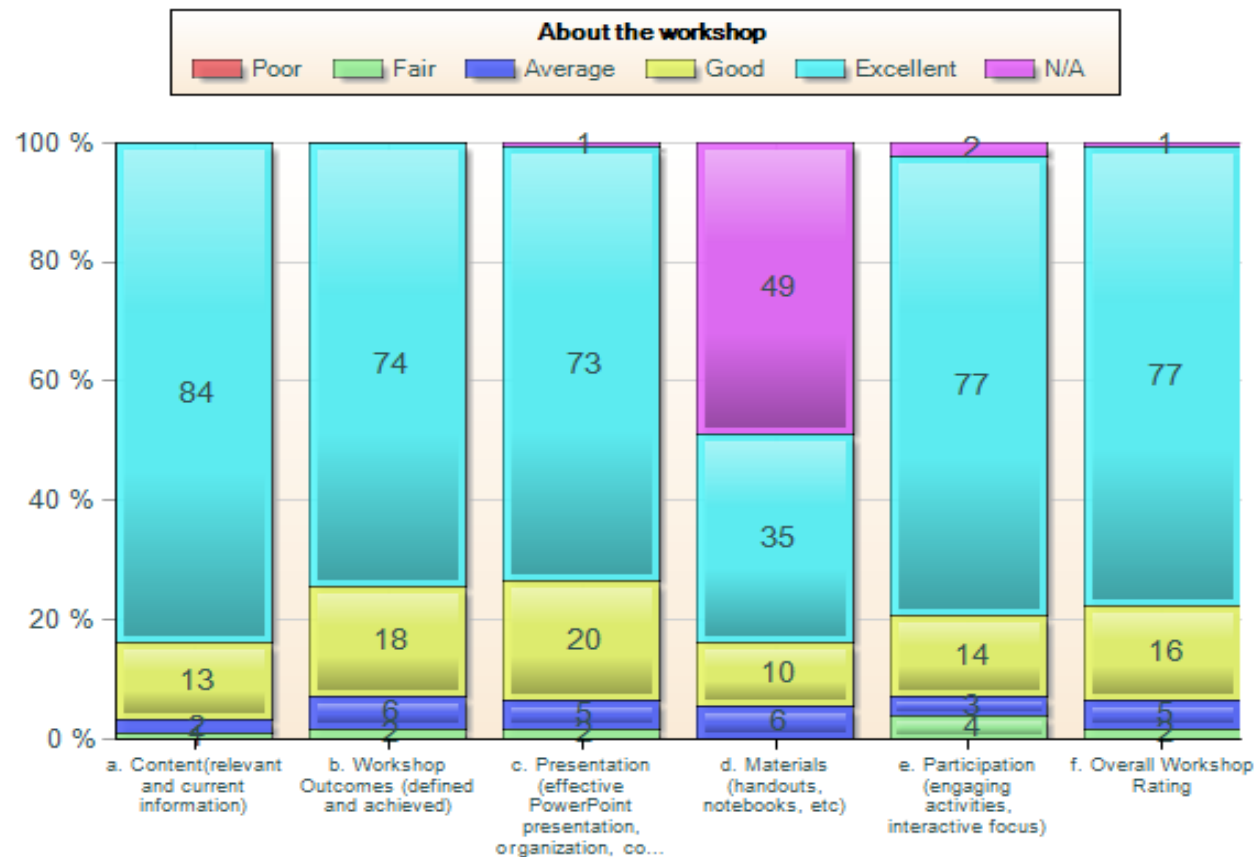 About the workshop
Poor Fair Average Good Excellent N/A
100 %
80 %
60 %
40 %
20 %
0 %
84
13
2
1
74
18
6
2
1
73
20
5
2
49
35
10
6
2
77
14
3
4
1
77
16
5
2
a. Content(relevant
and current
information)
b. Workshop
Outcomes (defined
and achieved)
c. Presentation
(effective
PowerPoint
presentation,
organization, co...
d. Materials
(handouts,
notebooks, etc)
e. Participation
(engaging
activities,
interactive focus)
f. Overall Workshop
Rating